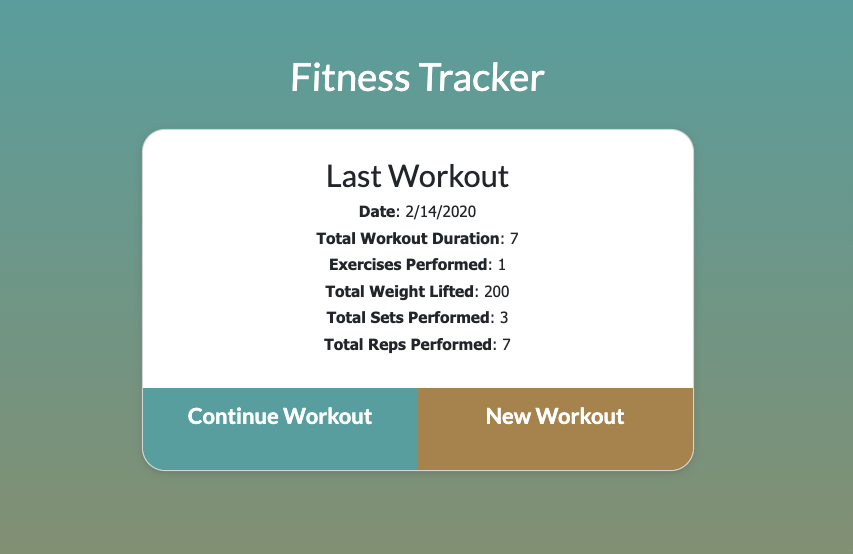 Fitness Tracker
Last Workout
Date: 2/14/2020
Total Workout Duration: 7
Exercises Performed: 1
Total Weight Lifted: 200
Total Sets Performed: 3
Total Reps Performed: 7
Continue Workout
New Workout